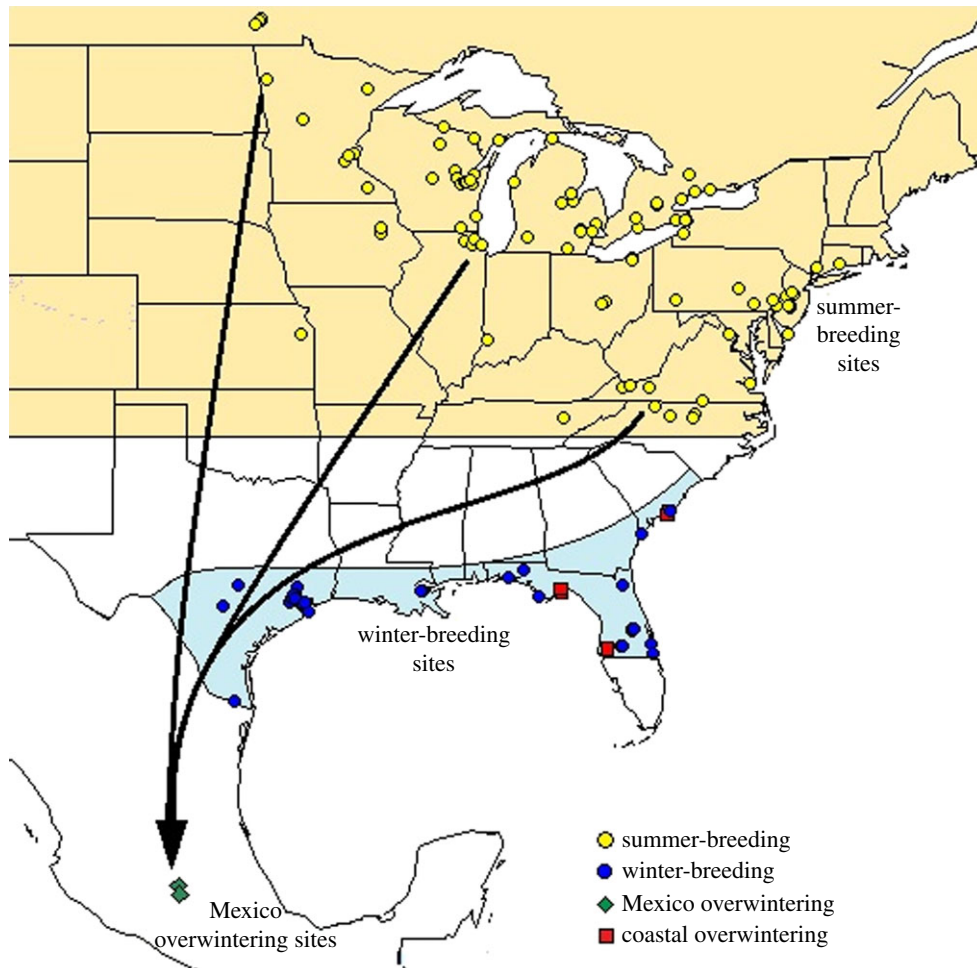 summer-
breeding
sites
winter-breeding
sites
Mexico
overwintering sites
summer-breeding
winter-breeding
Mexico overwintering
coastal overwintering